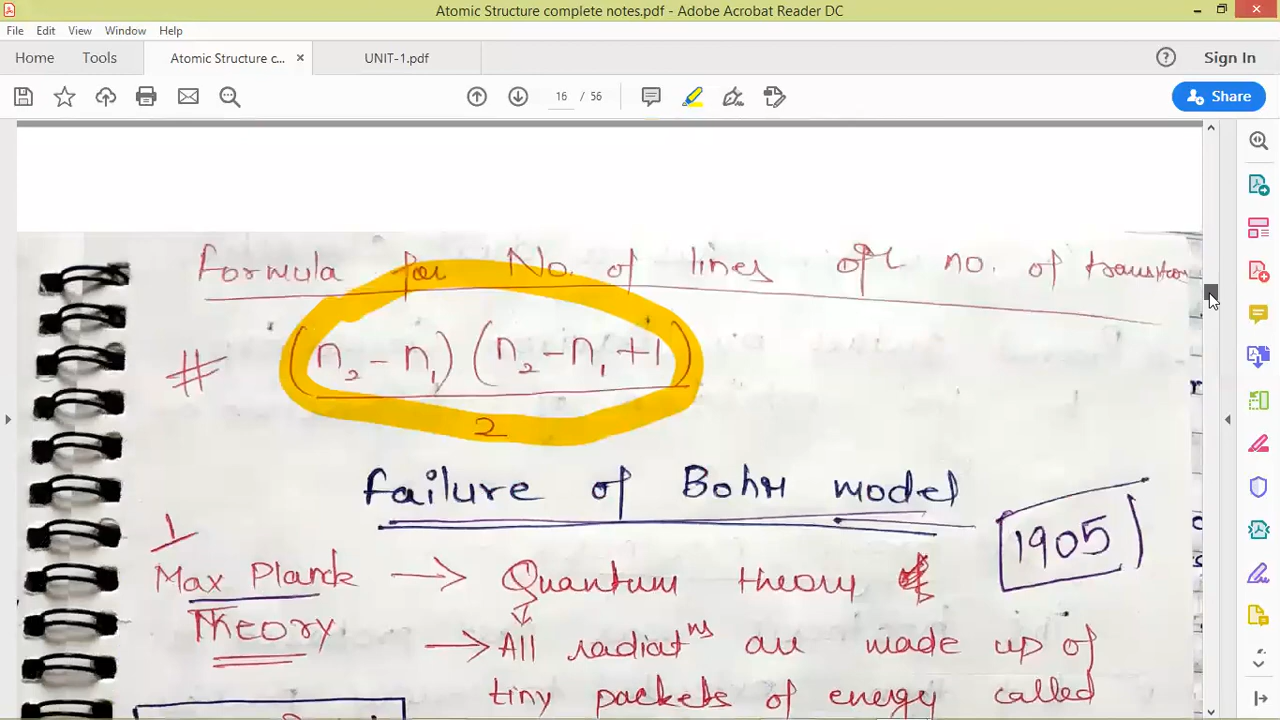 Atomic Structure complete notes.pdf - Adobe Acrobat Reader DC
File Edit View Window Help
Home Tools Atomic Structure c... × UNIT-1.pdf Sign In
16 / 56 Share
Formula for No. of lines of no. of
# (n₂ - n₁) (n₂ - n₁ + 1)
2
Failure of Bohr model
1905
1
Max Planck → Quantum theory
Theory
→ All radiatⁿˢ are made up of
tiny packets of energy called